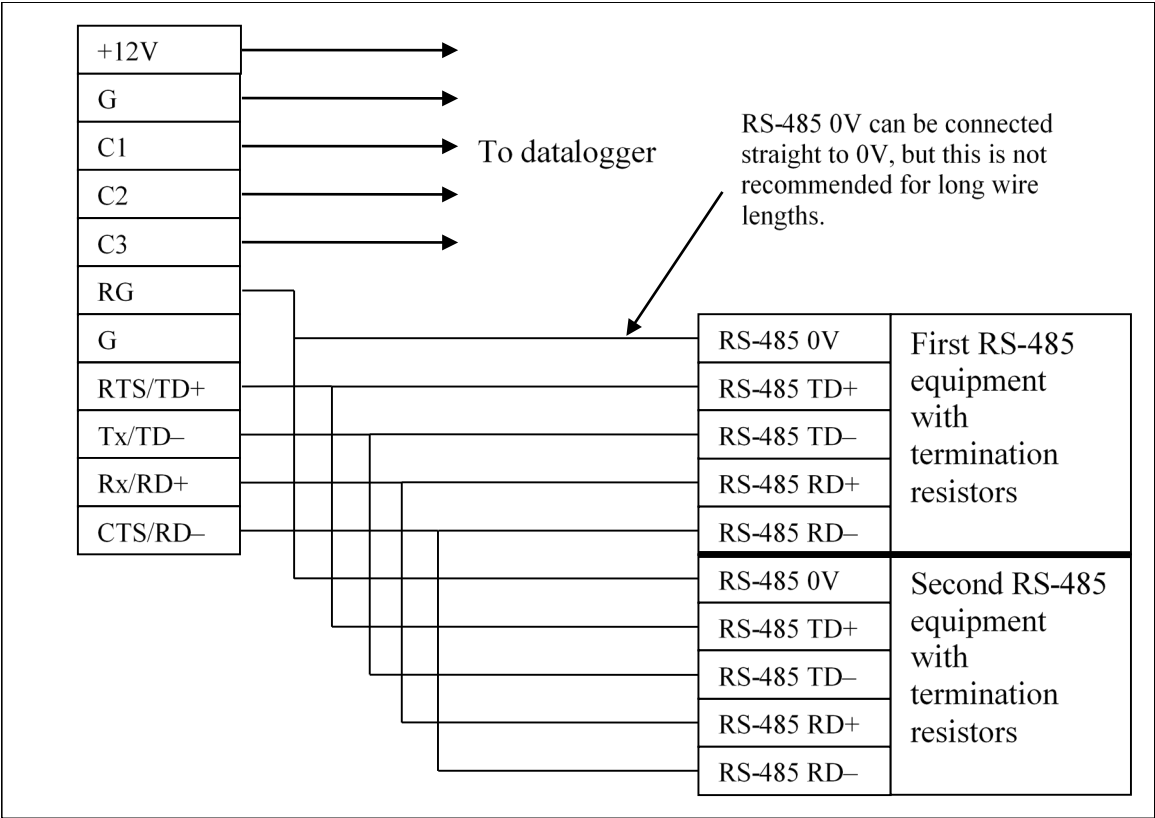 +12V
G
C1
C2
C3
RG
G
RTS/TD+
Tx/TD–
Rx/RD+
CTS/RD–
To datalogger
RS-485 0V can be connected
straight to 0V, but this is not
recommended for long wire
lengths.
RS-485 0V
RS-485 TD+
RS-485 TD–
RS-485 RD+
RS-485 RD–
First RS-485
equipment
with
termination
resistors
RS-485 0V
RS-485 TD+
RS-485 TD–
RS-485 RD+
RS-485 RD–
Second RS-485
equipment
with
termination
resistors